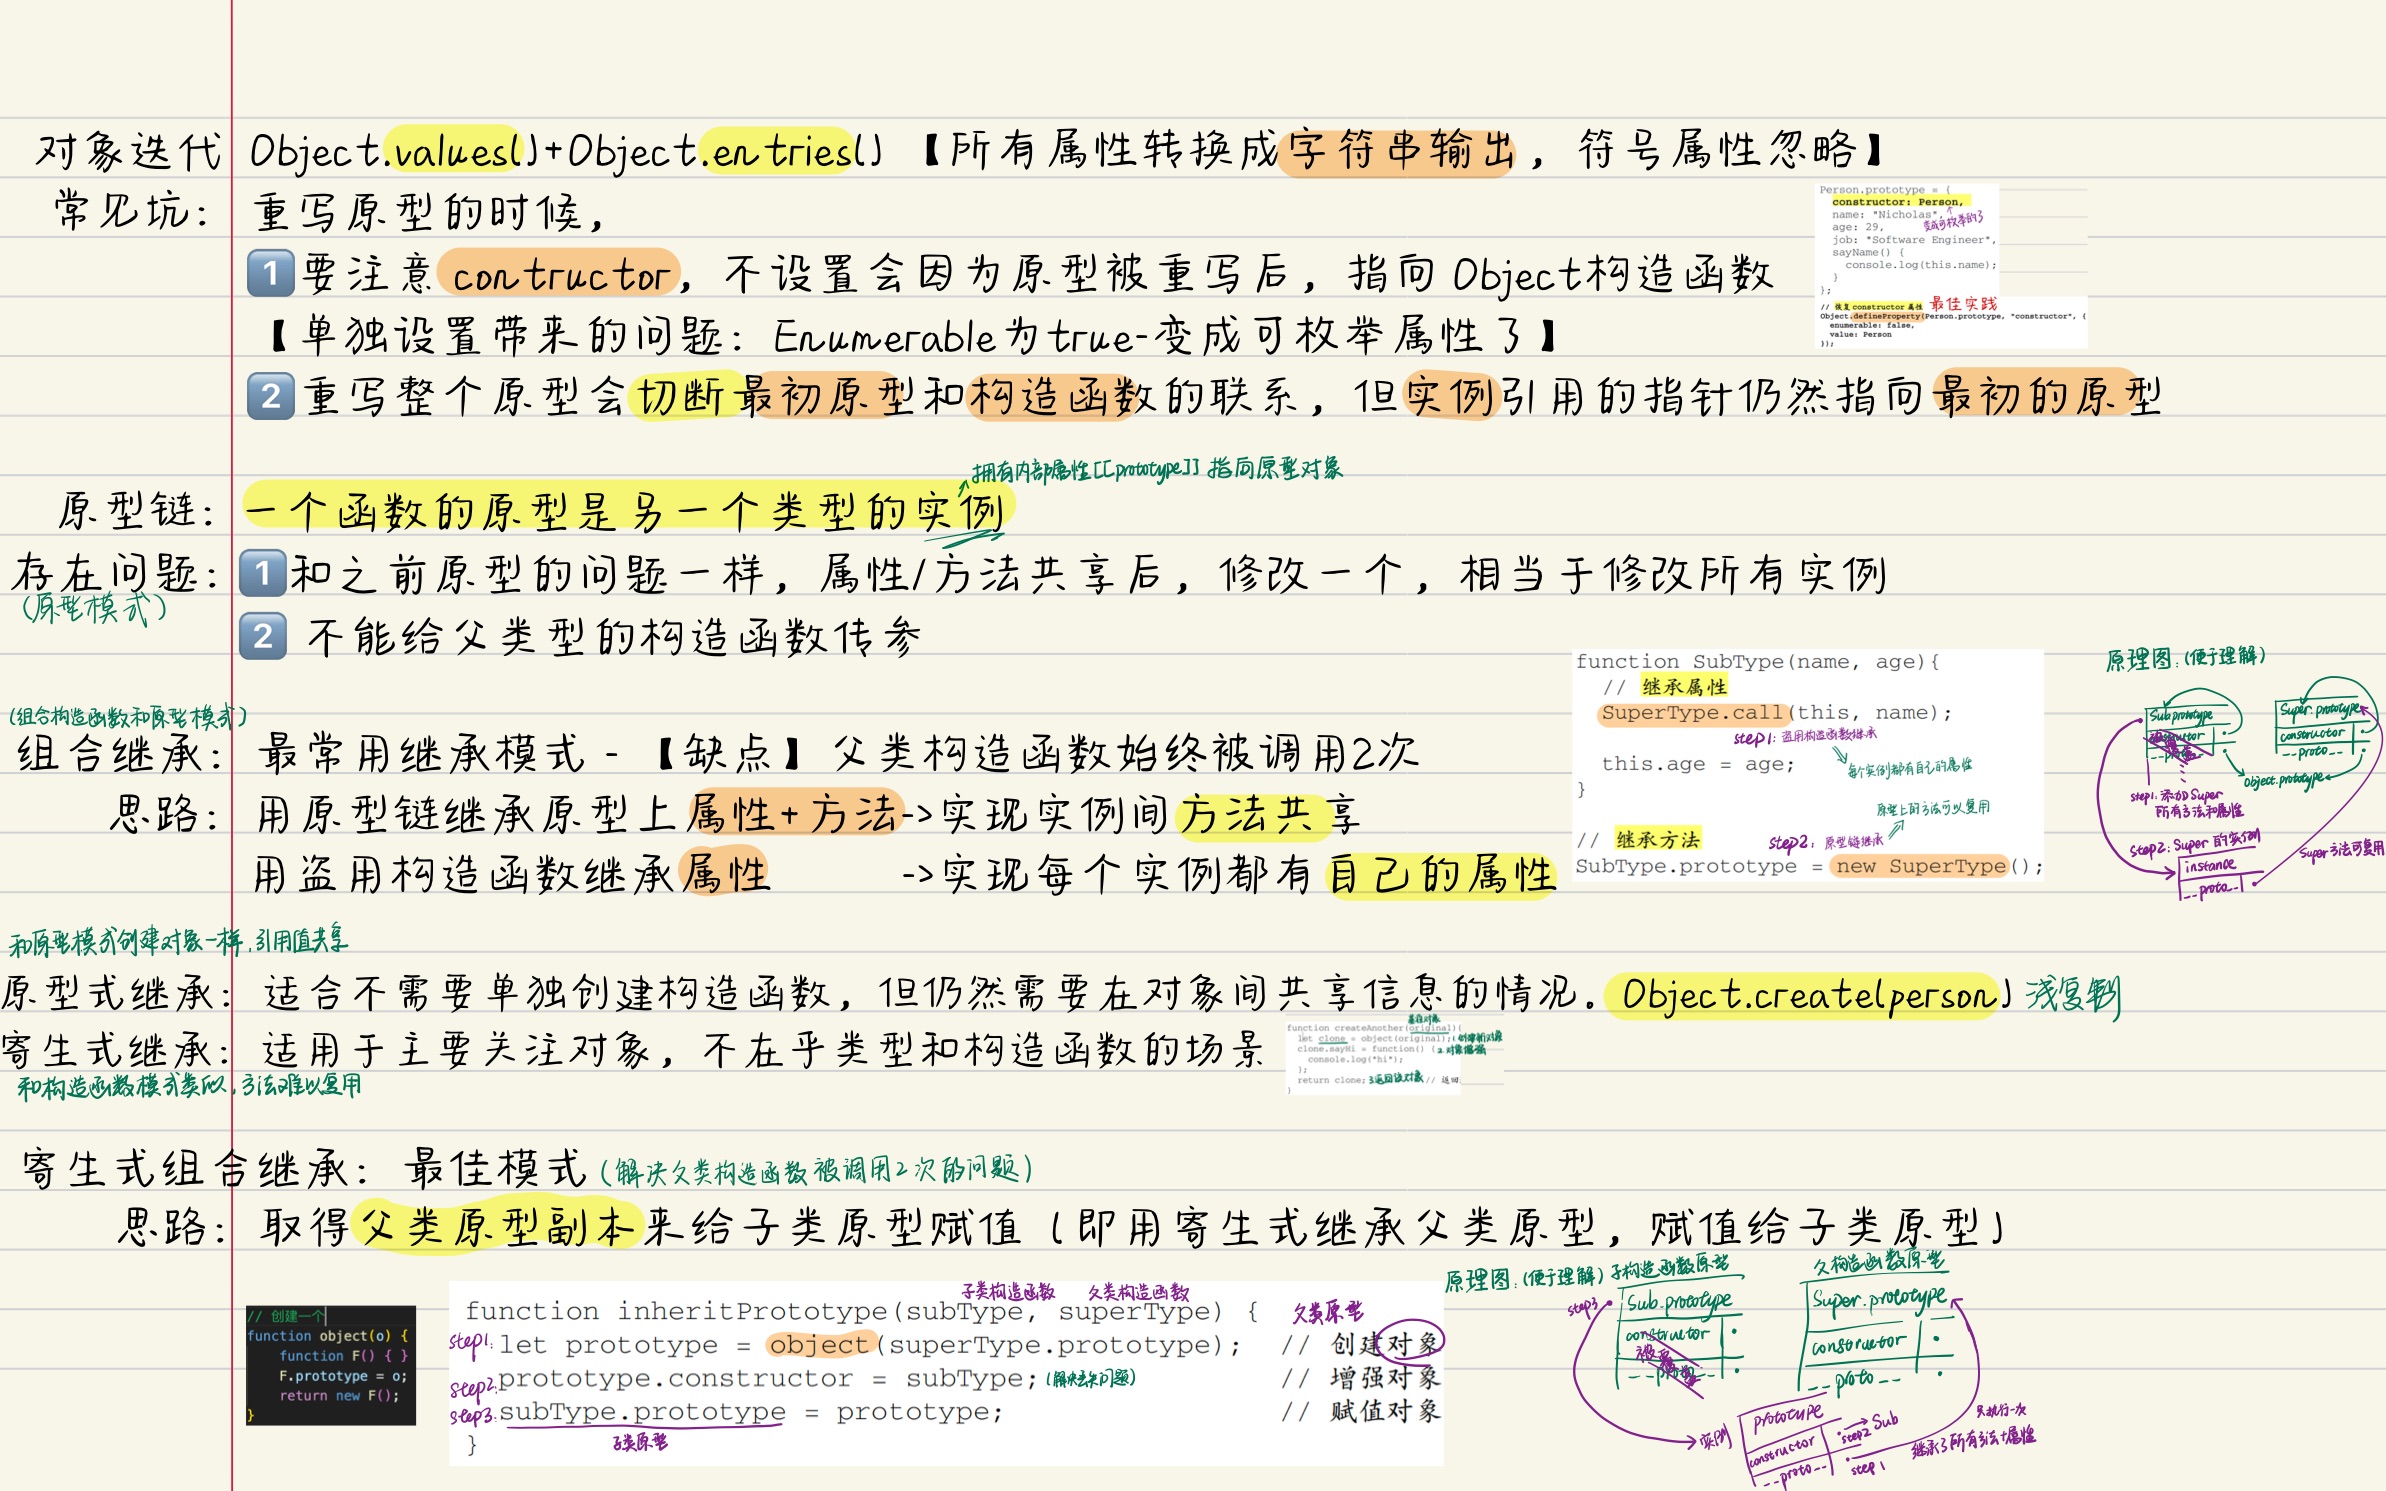 对象迭代 Object.values()+Object.entries() 【所有属性转换成字符串输出，符号属性忽略】
常见坑：重写原型的时候，
1 要注意contructor，不设置会因为原型被重写后，指向Object构造函数
【单独设置带来的问题：Enumerable为true-变成可枚举属性了】
2 重写整个原型会切断最初原型和构造函数的联系，但实例引用的指针仍然指向最初的原型
Person.prototype = {
constructor: Person,
name: "Nicholas",
变成可枚举的了
age: 29,
job: "Software Engineer",
sayName() {
console.log(this.name);
}
};
// 恢复 constructor 属性 最佳实践
Object.defineProperty(Person.prototype, "constructor", {
enumerable: false,
value: Person
});
拥有内部属性[[prototype]] 指向原型对象
原型链：一个函数的原型是另一个类型的实例
存在问题：1 和之前原型的问题一样，属性/方法共享后，修改一个，相当于修改所有实例
（原型模式）
2 不能给父类型的构造函数传参
（组合构造函数和原型模式）
组合继承：最常用继承模式 - 【缺点】父类构造函数始终被调用2次
思路：用原型链继承原型上属性+方法->实现实例间方法共享
用盗用构造函数继承属性 ->实现每个实例都有自己的属性
function SubType(name, age){
// 继承属性
SuperType.call(this, name);
step1: 盗用构造函数继承
this.age = age;
每个实例都有自己的属性
}
原型上的方法可以复用
// 继承方法 step2: 原型链继承
SubType.prototype = new SuperType();
原理图：（便于理解）
Sub prototype
Super. prototype
constructor
--proto--
Object.prototype
step1: 添加Super
所有方法和属性
step2: Super 的实例
instance
--proto--
Super方法可复用
和原型模式创建对象一样，引用值共享
原型式继承：适合不需要单独创建构造函数，但仍然需要在对象间共享信息的情况. Object.create(person) 浅复制
寄生式继承：适用于主要关注对象，不在乎类型和构造函数的场景
和构造函数模式类似，方法难以复用
function createAnother(original){
let clone = object(original); 1.创建新对象
clone.sayHi = function() { 2.对象增强
console.log("hi");
};
return clone; 3返回该对象 // 返回
}
寄生式组合继承：最佳模式（解决父类构造函数被调用2次的问题）
思路：取得父类原型副本来给子类原型赋值（即用寄生式继承父类原型，赋值给子类原型）
// 创建一个
function object(o) {
function F() { }
F.prototype = o;
return new F();
}
子类构造函数 父类构造函数
function inheritPrototype(subType, superType) {
父类原型
step1: let prototype = object(superType.prototype); // 创建对象
step2: prototype.constructor = subType; // 增强对象
step3: subType.prototype = prototype; // 赋值对象
子类原型
}
原理图：（便于理解）子构造函数原型 父构造函数原型
step3
Sub prototype
constructor
Super. prototype
constructor
--proto--
实例
prototype
constructor
--proto--
step2 Sub
step1
只执行一次
继承了所有方法+属性